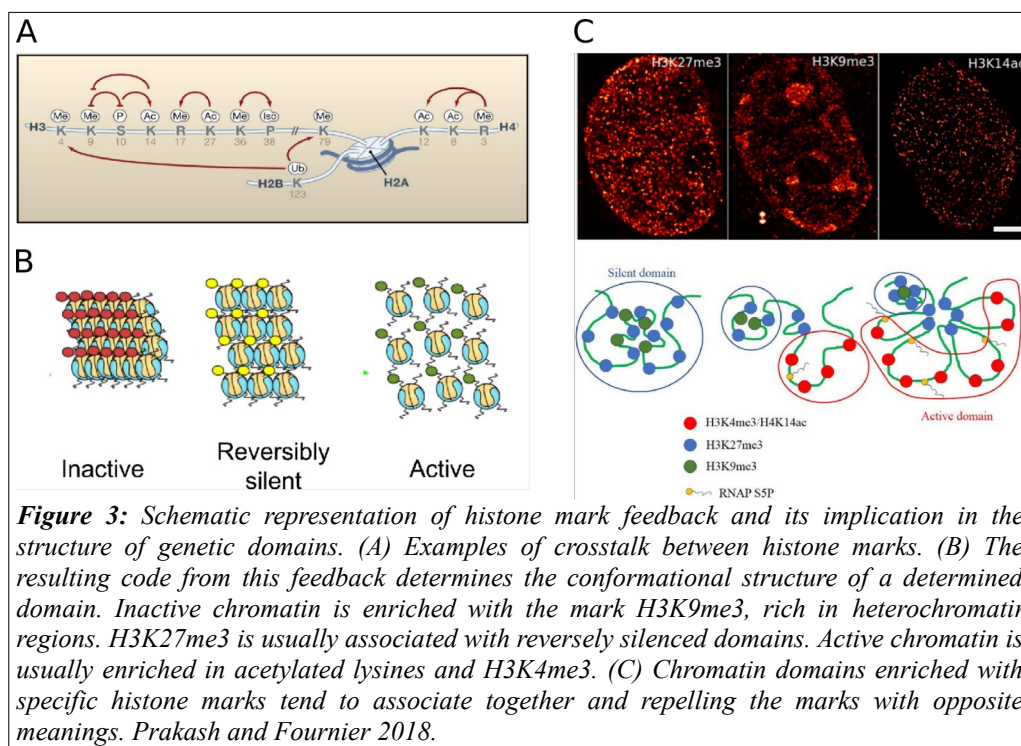 A
Me Me P Ac Me Ac Me Iso Me Ac Ac Me
H3 K K S K R K K P // K K K R H4
4 9 10 14 17 27 36 38 79 12 8 3
Ub
H2B K
123
H2A
B
Inactive
Reversibly
silent
Active
C
H3K27me3 H3K9me3 H3K14ac
Silent domain
Active domain
H3K4me3/H4K14ac
H3K27me3
H3K9me3
RNAP S5P
Figure 3: Schematic representation of histone mark feedback and its implication in the
structure of genetic domains. (A) Examples of crosstalk between histone marks. (B) The
resulting code from this feedback determines the conformational structure of a determined
domain. Inactive chromatin is enriched with the mark H3K9me3, rich in heterochromatin
regions. H3K27me3 is usually associated with reversely silenced domains. Active chromatin is
usually enriched in acetylated lysines and H3K4me3. (C) Chromatin domains enriched with
specific histone marks tend to associate together and repelling the marks with opposite
meanings. Prakash and Fournier 2018.